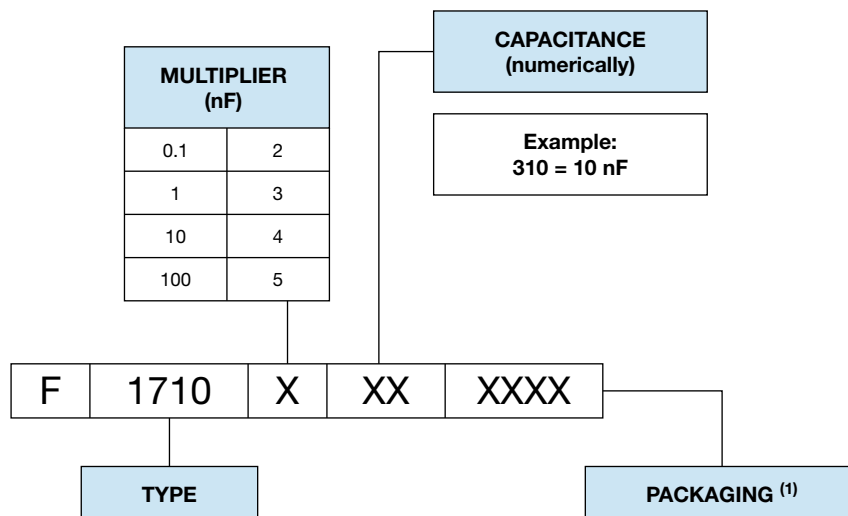 CAPACITANCE
(numerically)
MULTIPLIER
(nF)
Example:
310 = 10 nF
0.1 2
1 3
10 4
100 5
F 1710 X XX XXXX
TYPE
PACKAGING (1)